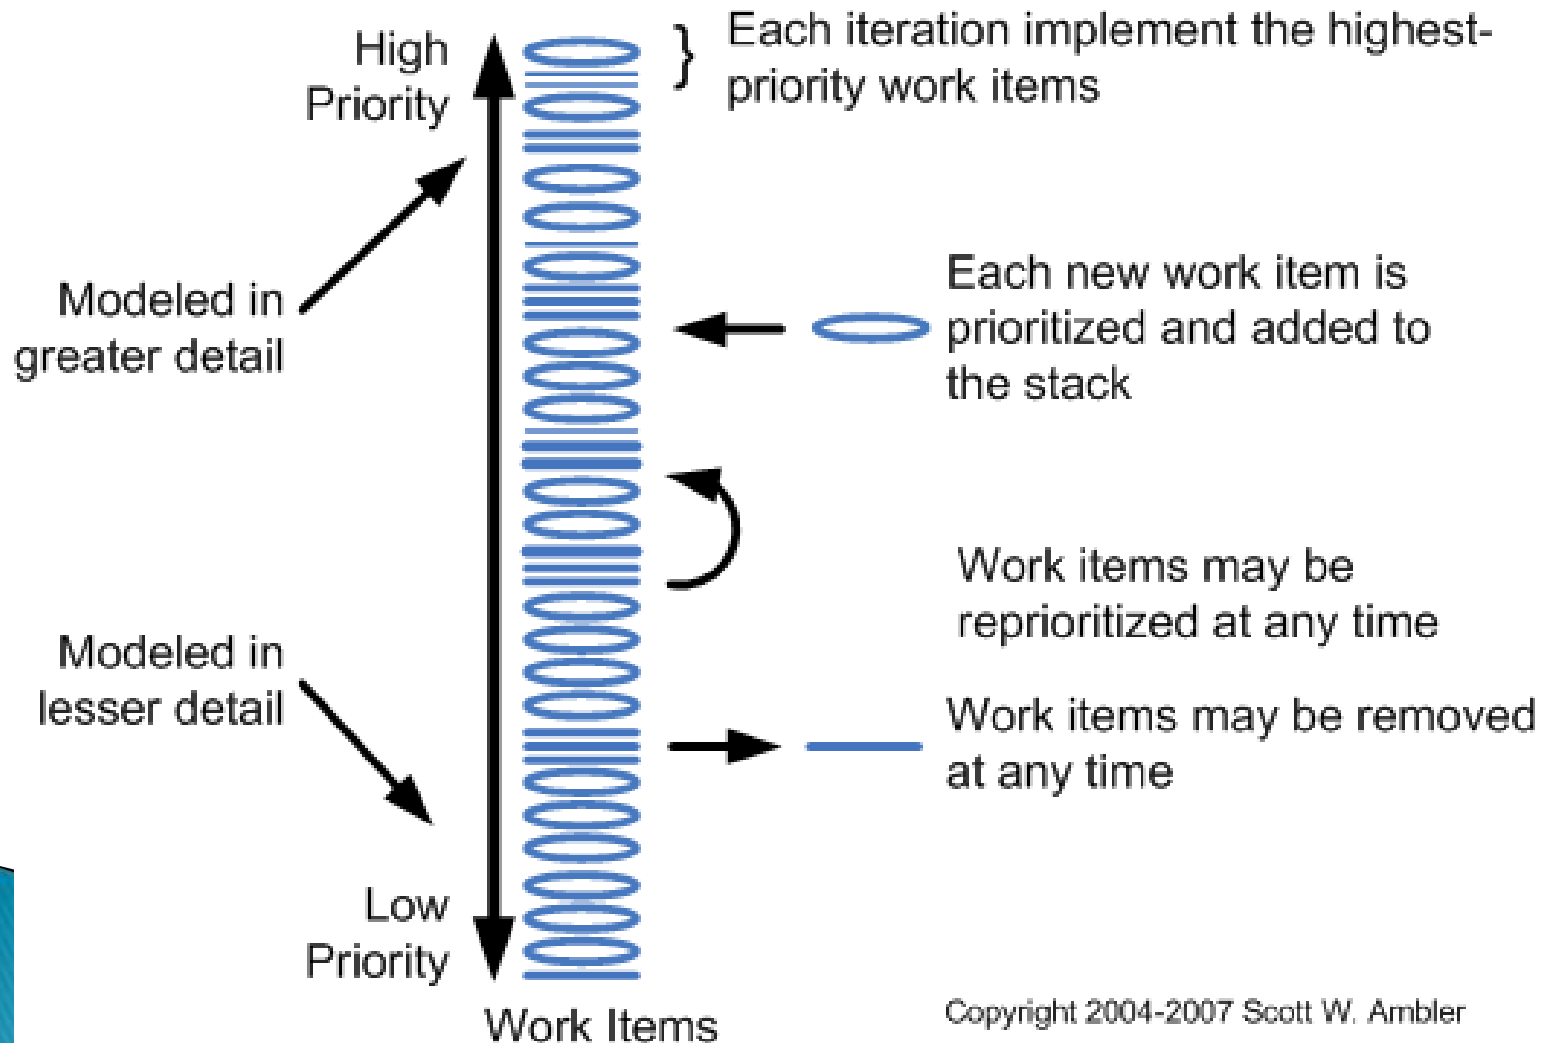 High
Priority
} Each iteration implement the highest-
priority work items
Modeled in
greater detail
Each new work item is
prioritized and added to
the stack
Work items may be
reprioritized at any time
Modeled in
lesser detail
Work items may be removed
at any time
Low
Priority
Work Items
Copyright 2004-2007 Scott W. Ambler